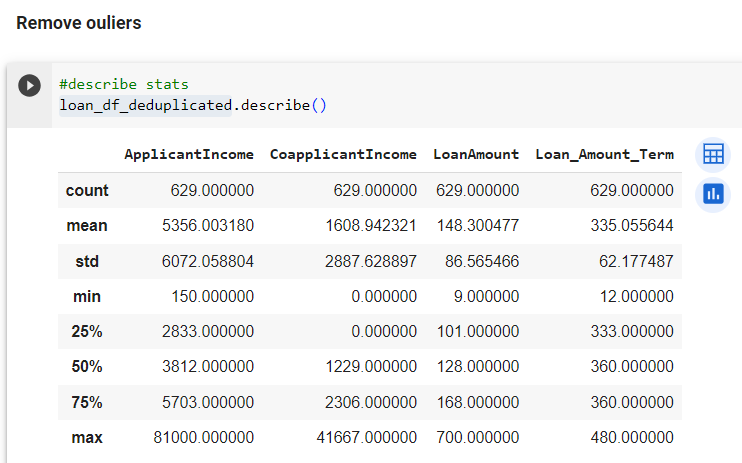 Remove ouliers
#describe stats
loan_df_deduplicated.describe()
ApplicantIncome CoapplicantIncome LoanAmount Loan_Amount_Term
count 629.000000 629.000000 629.000000 629.000000
mean 5356.003180 1608.942321 148.300477 335.055644
std 6072.058804 2887.628897 86.565466 62.177487
min 150.000000 0.000000 9.000000 12.000000
25% 2833.000000 0.000000 101.000000 333.000000
50% 3812.000000 1229.000000 128.000000 360.000000
75% 5703.000000 2306.000000 168.000000 360.000000
max 81000.000000 41667.000000 700.000000 480.000000